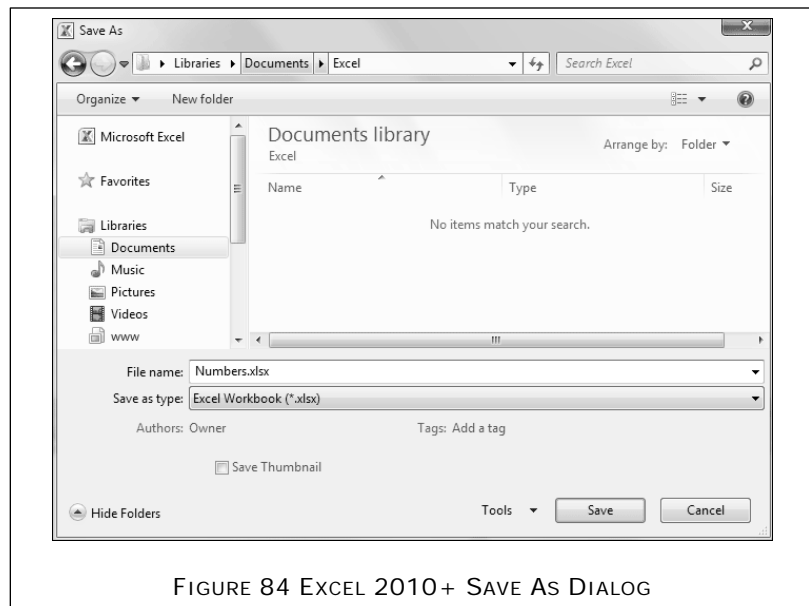 Save As
Libraries Documents Excel
Search Excel
Organize New folder
Microsoft Excel
Favorites
Libraries
Documents
Music
Pictures
Videos
www
Documents library
Excel
Arrange by: Folder
Name Type Size
No items match your search.
File name: Numbers.xlsx
Save as type: Excel Workbook (*.xlsx)
Authors: Owner Tags: Add a tag
Save Thumbnail
Hide Folders Tools Save Cancel
FIGURE 84 EXCEL 2010+ SAVE AS DIALOG